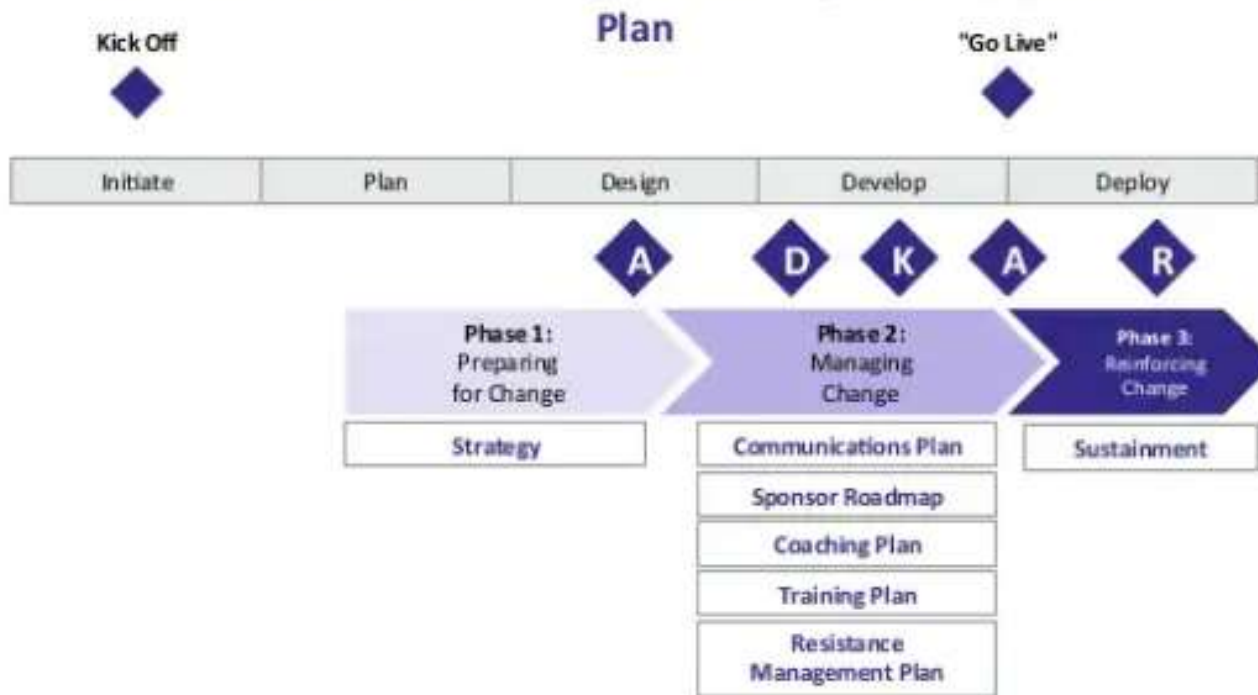 Plan
Kick Off
"Go Live"
Initiate
Plan
Design
Develop
Deploy
A
D
K
A
R
Phase 1:
Preparing
for Change
Phase 2:
Managing
Change
Phase 3:
Reinforcing
Change
Strategy
Communications Plan
Sponsor Roadmap
Coaching Plan
Training Plan
Resistance
Management Plan
Sustainment